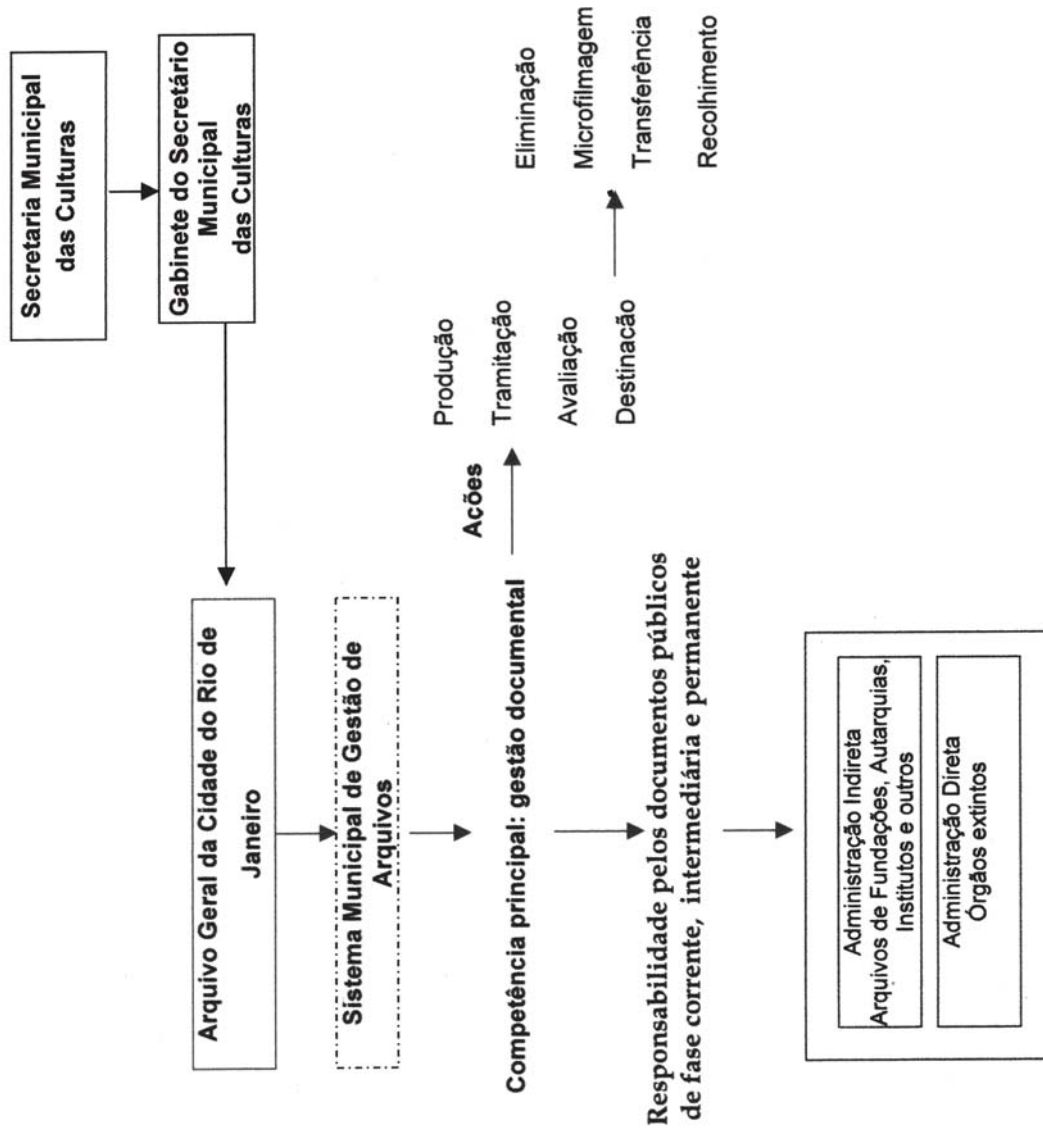 Secretaria Municipal
das Culturas
Gabinete do Secretário
Municipal
das Culturas
Arquivo Geral da Cidade do Rio de
Janeiro
Sistema Municipal de Gestão de
Arquivos
Competência principal: gestão documental
Ações
Produção
Tramitação
Avaliação
Destinacão
Eliminação
Microfilmagem
Transferência
Recolhimento
Responsabilidade pelos documentos públicos
de fase corrente, intermediária e permanente
Administração Indireta
Arquivos de Fundações, Autarquias,
Institutos e outros
Administração Direta
Órgãos extintos